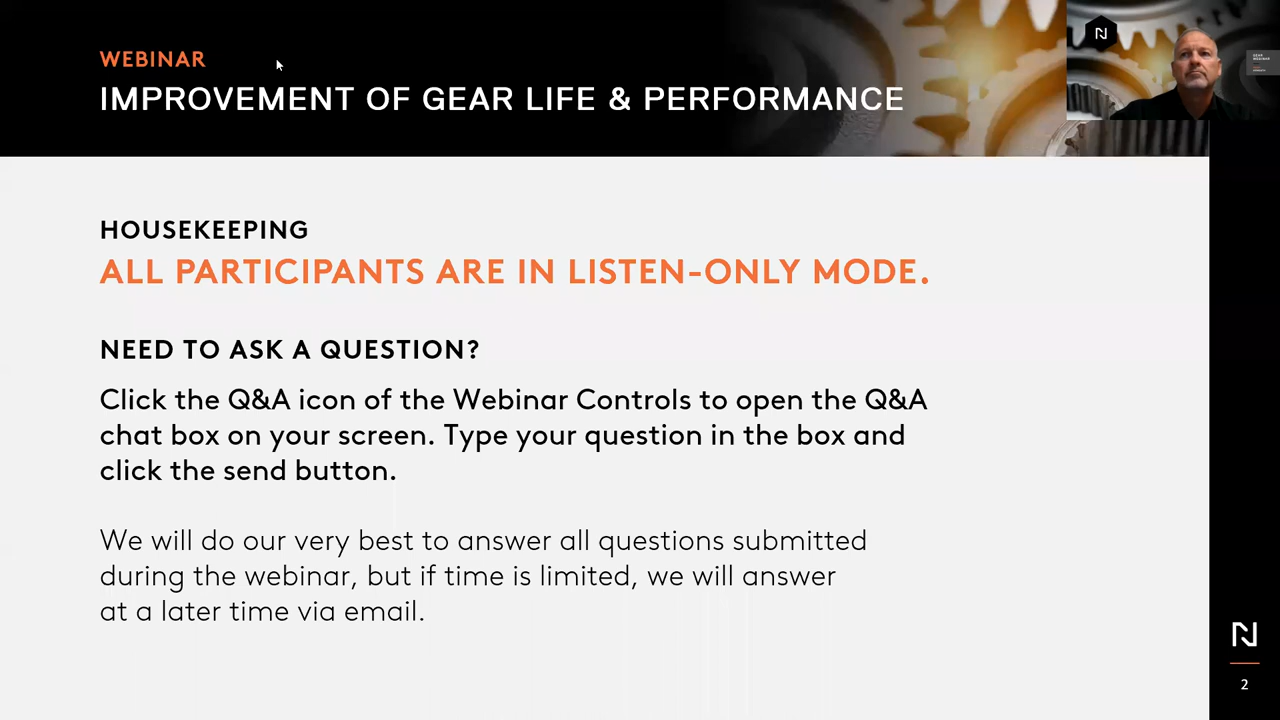 WEBINAR
IMPROVEMENT OF GEAR LIFE & PERFORMANCE
HOUSEKEEPING
ALL PARTICIPANTS ARE IN LISTEN-ONLY MODE.
NEED TO ASK A QUESTION?
Click the Q&A icon of the Webinar Controls to open the Q&A
chat box on your screen. Type your question in the box and
click the send button.
We will do our very best to answer all questions submitted
during the webinar, but if time is limited, we will answer
at a later time via email.
2